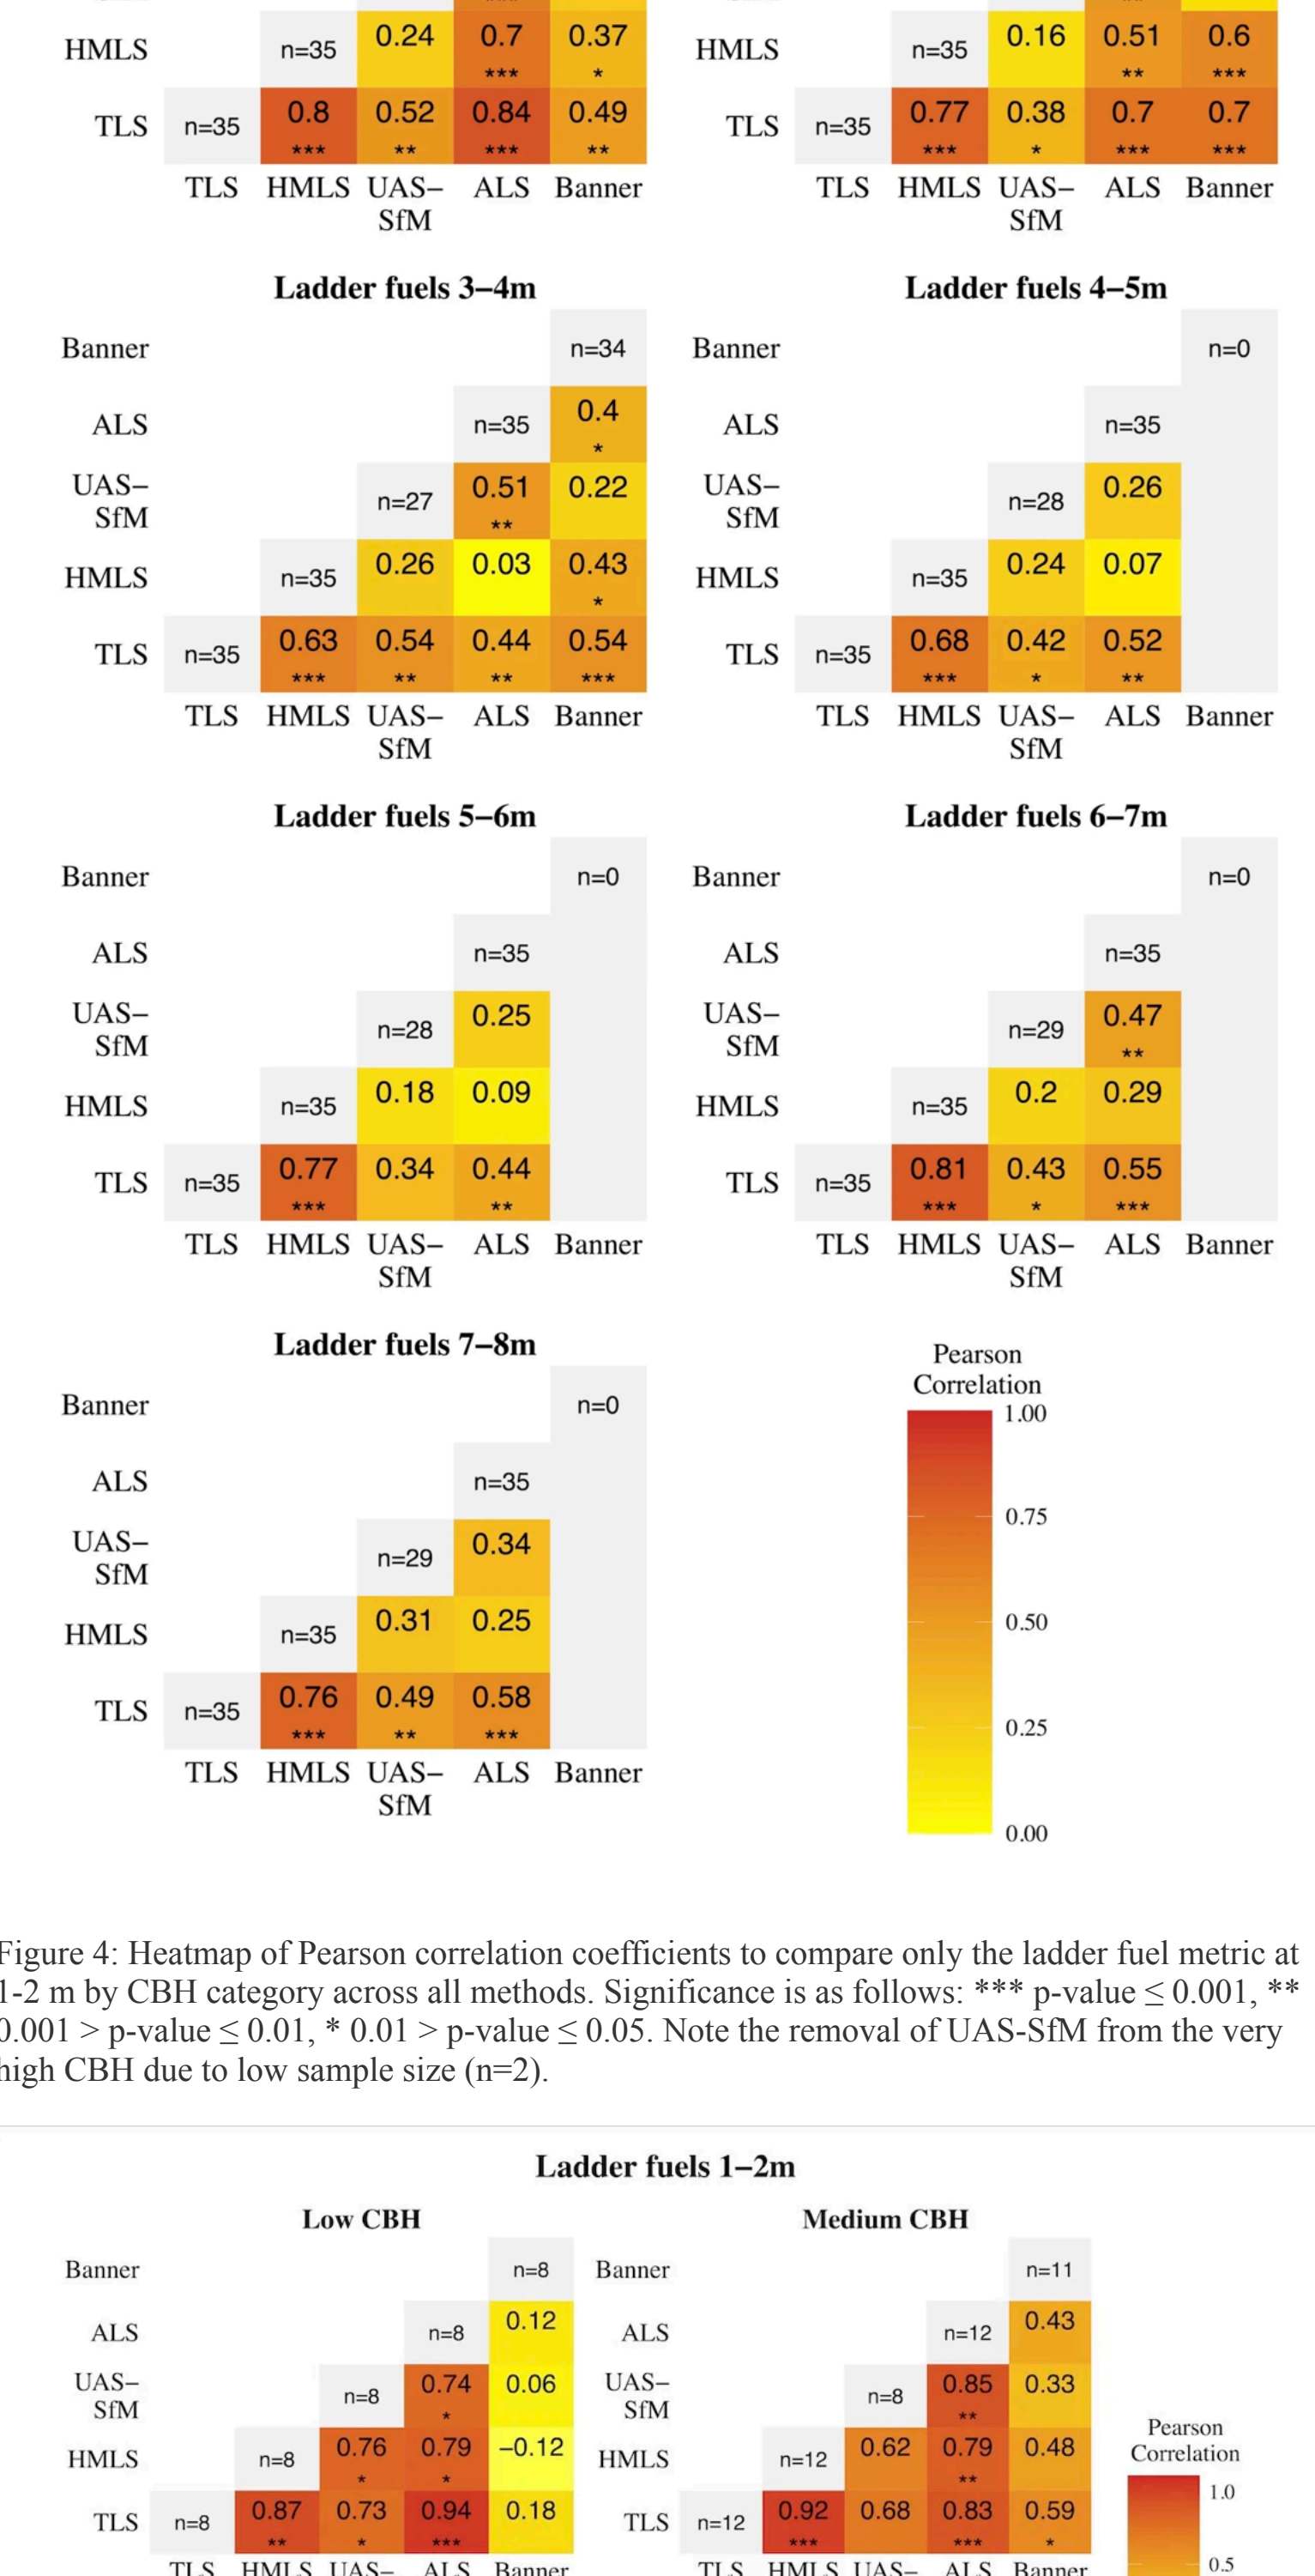 HMLS n=35 0.24 0.7 0.37 HMLS n=35 0.16 0.51 0.6
*** * ** ***
TLS n=35 0.8 0.52 0.84 0.49 TLS n=35 0.77 0.38 0.7 0.7
*** ** *** ** *** * *** ***
TLS HMLS UAS– ALS Banner TLS HMLS UAS– ALS Banner
SfM SfM
Ladder fuels 3–4m Ladder fuels 4–5m
Banner n=34 Banner n=0
ALS n=35 0.4 ALS n=35
*
UAS– n=27 0.51 0.22 UAS– n=28 0.26
SfM ** SfM
HMLS n=35 0.26 0.03 0.43 HMLS n=35 0.24 0.07
*
TLS n=35 0.63 0.54 0.44 0.54 TLS n=35 0.68 0.42 0.52
*** ** ** *** *** * **
TLS HMLS UAS– ALS Banner TLS HMLS UAS– ALS Banner
SfM SfM
Ladder fuels 5–6m Ladder fuels 6–7m
Banner n=0 Banner n=0
ALS n=35 ALS n=35
UAS– n=28 0.25 UAS– n=29 0.47
SfM SfM **
HMLS n=35 0.18 0.09 HMLS n=35 0.2 0.29
TLS n=35 0.77 0.34 0.44 TLS n=35 0.81 0.43 0.55
*** ** *** * ***
TLS HMLS UAS– ALS Banner TLS HMLS UAS– ALS Banner
SfM SfM
Ladder fuels 7–8m
Banner n=0
ALS n=35
UAS– n=29 0.34
SfM
HMLS n=35 0.31 0.25
TLS n=35 0.76 0.49 0.58
*** ** ***
TLS HMLS UAS– ALS Banner
SfM
Pearson
Correlation
1.00
0.75
0.50
0.25
0.00
Figure 4: Heatmap of Pearson correlation coefficients to compare only the ladder fuel metric at
1-2 m by CBH category across all methods. Significance is as follows: *** p-value ≤ 0.001, **
0.001 > p-value ≤ 0.01, * 0.01 > p-value ≤ 0.05. Note the removal of UAS-SfM from the very
high CBH due to low sample size (n=2).
Ladder fuels 1–2m
Low CBH Medium CBH
Banner n=8 Banner n=11
ALS n=8 0.12 ALS n=12 0.43
UAS– n=8 0.74 0.06 UAS– n=8 0.85 0.33
SfM * SfM **
HMLS n=8 0.76 0.79 −0.12 HMLS n=12 0.62 0.79 0.48
* * **
TLS n=8 0.87 0.73 0.94 0.18 TLS n=12 0.92 0.68 0.83 0.59
** * *** *** *** *
TLS HMLS UAS– ALS Banner TLS HMLS UAS– ALS Banner
Pearson
Correlation
1.0
0.5